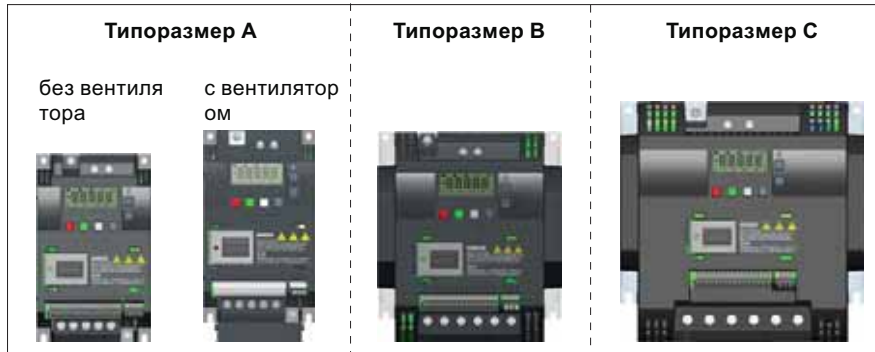 Типоразмер A
Типоразмер B
Типоразмер C
без вентиля
тора
с вентилятор
ом